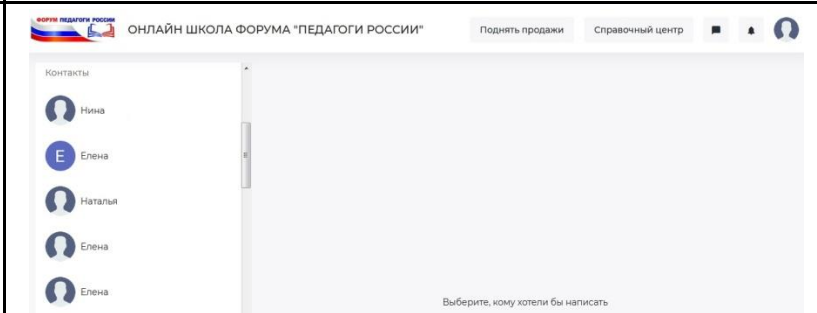 ФОРУМ ПЕДАГОГИ РОССИИ
ОНЛАЙН ШКОЛА ФОРУМА "ПЕДАГОГИ РОССИИ"
Поднять продажи
Справочный центр
Контакты
Нина
E Елена
Наталья
Елена
Елена
Выберите, кому хотели бы написать